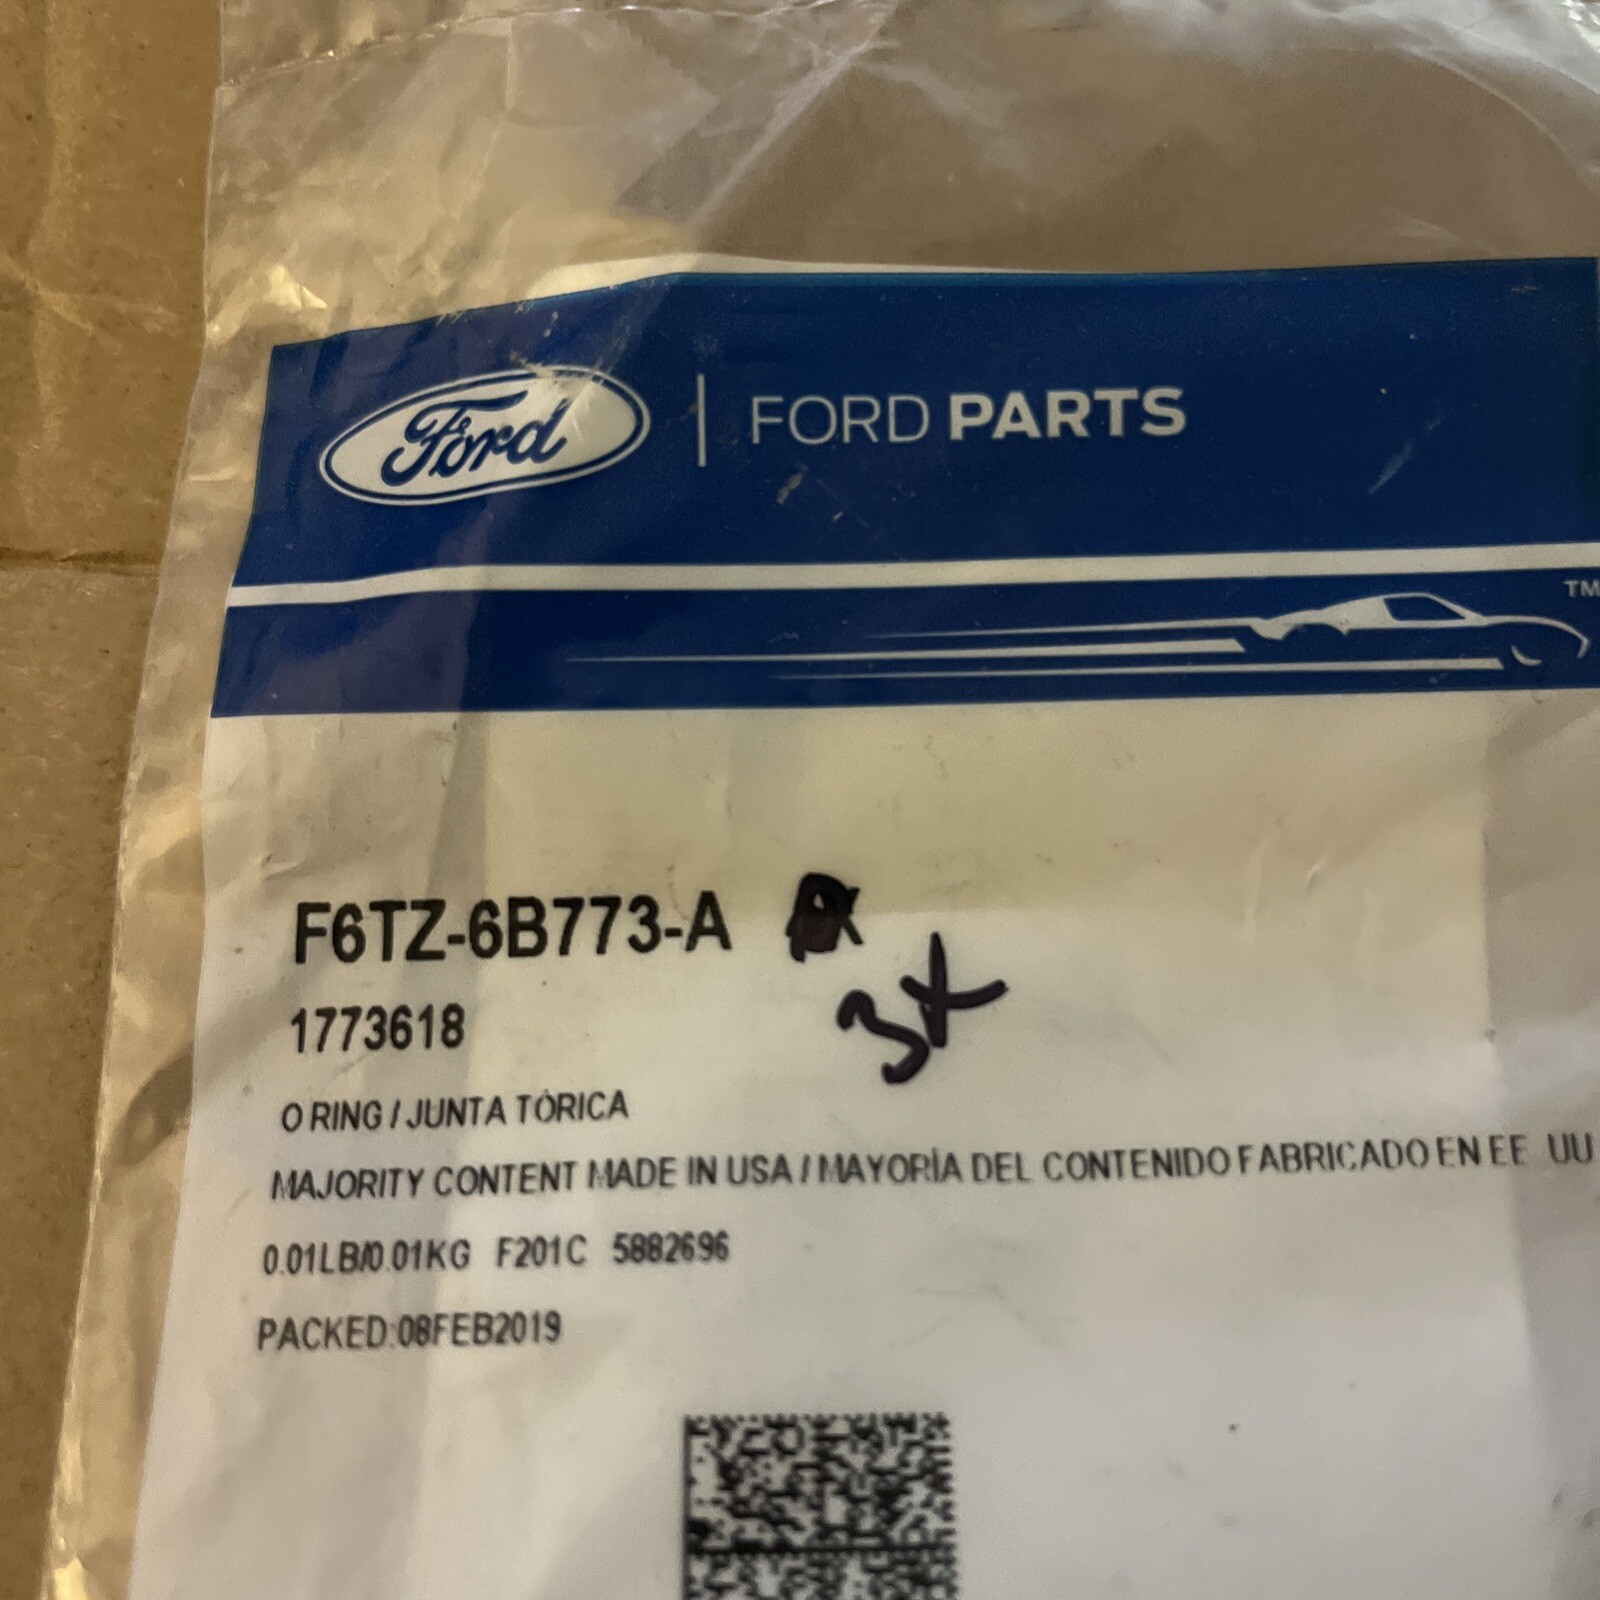 Ford | FORD PARTS
TM
F6TZ-6B773-A
3x
1773618
O RING / JUNTA TÓRICA
MAJORITY CONTENT MADE IN USA / MAYORÍA DEL CONTENIDO FABRICADO EN EE UU
0.01LB/0.01KG F201C 5882696
PACKED:08FEB2019